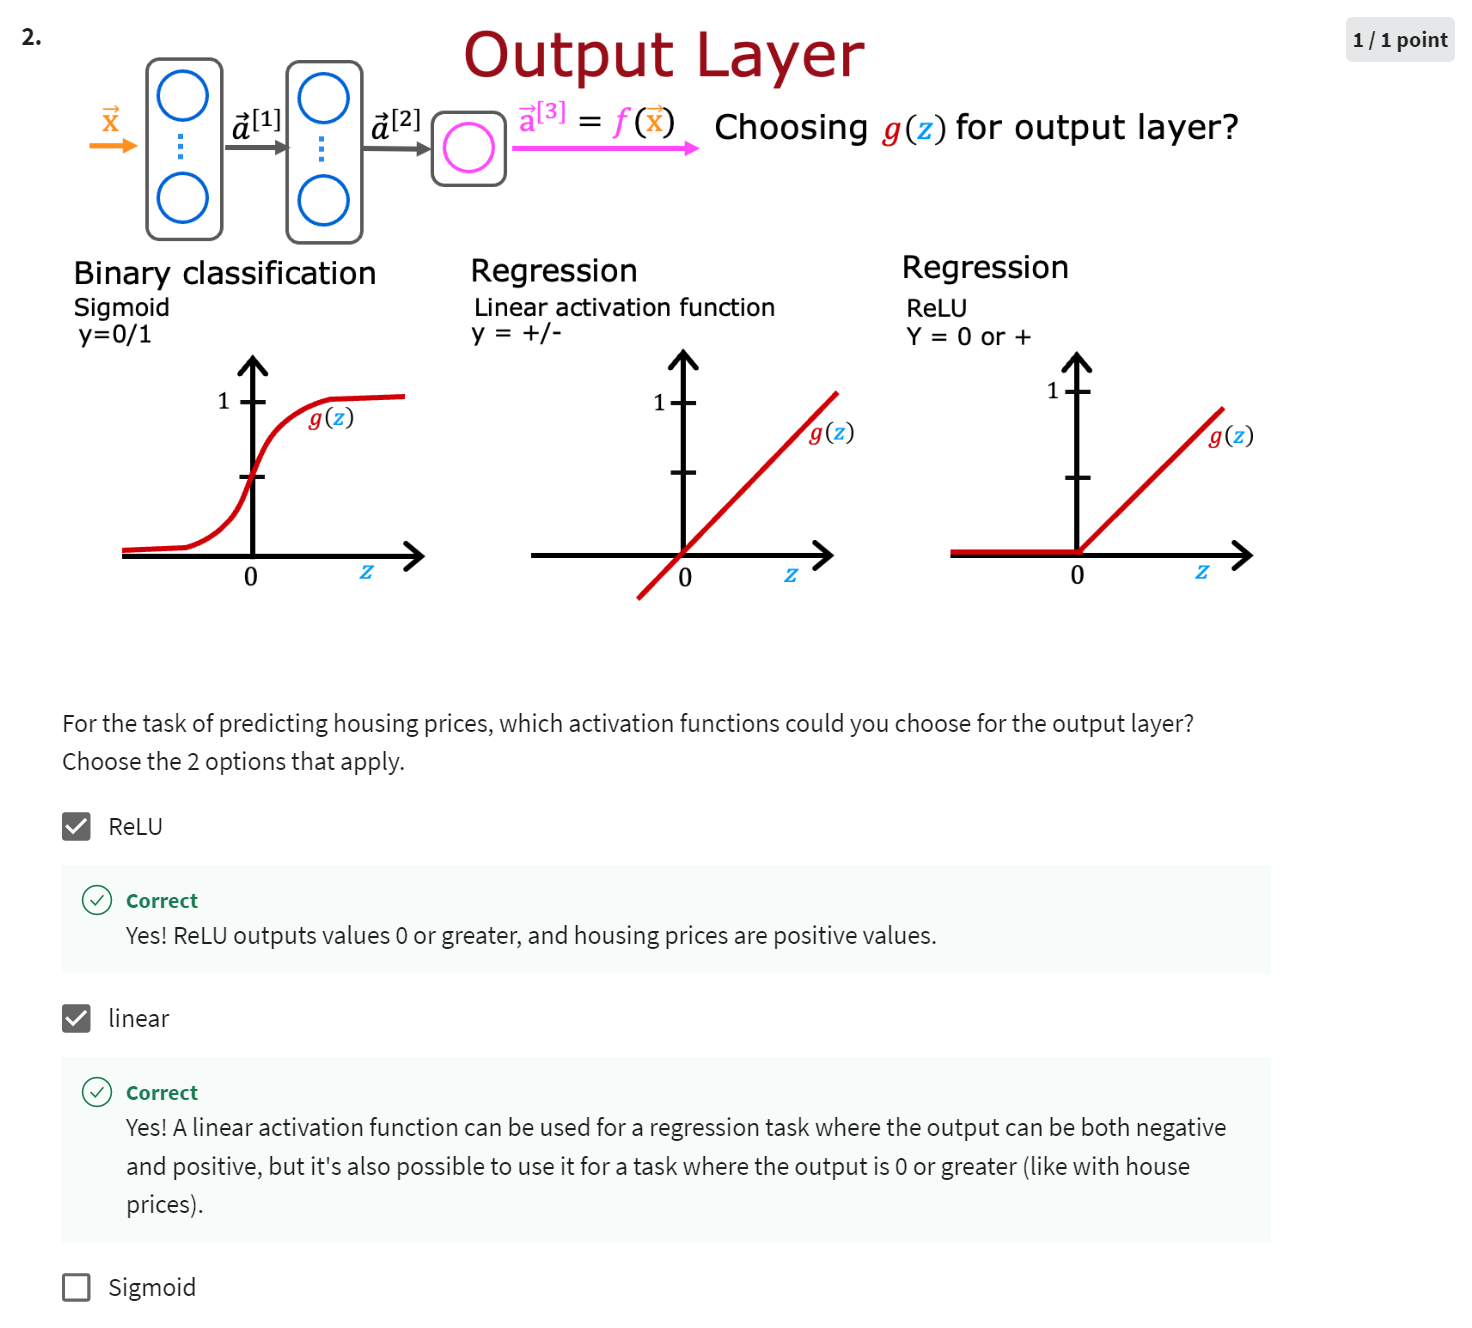 2.
Output Layer
1 / 1 point
x⃗
a⃗[1]
a⃗[2]
a⃗[3] = f(x⃗)
Choosing g(z) for output layer?
Binary classification
Sigmoid
y=0/1
1
g(z)
0
z
Regression
Linear activation function
y = +/-
1
g(z)
0
z
Regression
ReLU
Y = 0 or +
1
g(z)
0
z
For the task of predicting housing prices, which activation functions could you choose for the output layer?
Choose the 2 options that apply.
ReLU
Correct
Yes! ReLU outputs values 0 or greater, and housing prices are positive values.
linear
Correct
Yes! A linear activation function can be used for a regression task where the output can be both negative
and positive, but it's also possible to use it for a task where the output is 0 or greater (like with house
prices).
Sigmoid